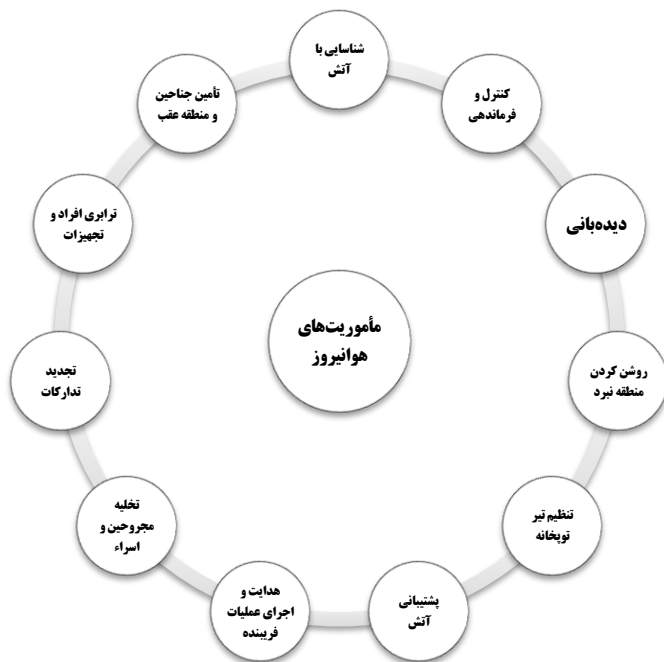 شناسایی با
آتش
کنترل و
فرماندهی
دیده‌بانی
روشن کردن
منطقه نبرد
تنظیم تیر
توپخانه
پشتیبانی
آتش
هدایت و
اجرای عملیات
فریبنده
تخلیه
مجروحین و
اسراء
تجدید
تدارکات
ترابری افراد و
تجهیزات
تأمین جناحین
و منطقه عقب
مأموریت‌های
هوانیروز